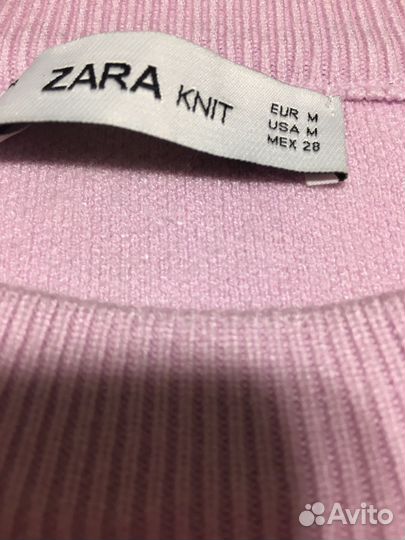 ZARA KNIT
EUR M
USA M
MEX 28
Avito